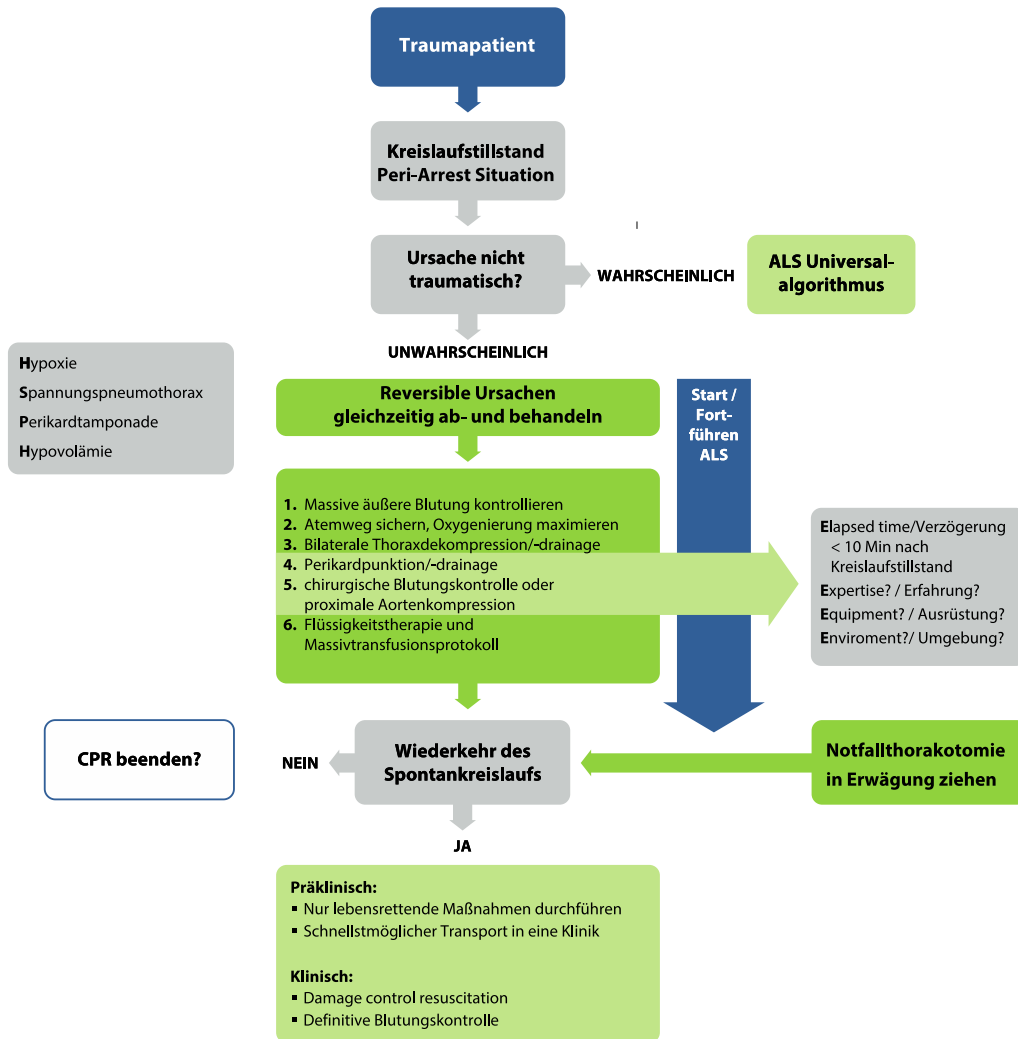 Traumapatient
Kreislaufstillstand
Peri-Arrest Situation
Ursache nicht
traumatisch?
WAHRSCHEINLICH
ALS Universal-
algorithmus
UNWAHRSCHEINLICH
Hypoxie
Spannungspneumothorax
Perikardtamponade
Hypovolämie
Reversible Ursachen
gleichzeitig ab- und behandeln
Start /
Fort-
führen
ALS
1. Massive äußere Blutung kontrollieren
2. Atemweg sichern, Oxygenierung maximieren
3. Bilaterale Thoraxdekompression/-drainage
4. Perikardpunktion/-drainage
5. chirurgische Blutungskontrolle oder
proximale Aortenkompression
6. Flüssigkeitstherapie und
Massivtransfusionsprotokoll
Elapsed time/Verzögerung
< 10 Min nach
Kreislaufstillstand
Expertise? / Erfahrung?
Equipment? / Ausrüstung?
Enviroment?/ Umgebung?
CPR beenden?
NEIN
Wiederkehr des
Spontankreislaufs
Notfallthorakotomie
in Erwägung ziehen
JA
Präklinisch:
▪ Nur lebensrettende Maßnahmen durchführen
▪ Schnellstmöglicher Transport in eine Klinik
Klinisch:
▪ Damage control resuscitation
▪ Definitive Blutungskontrolle